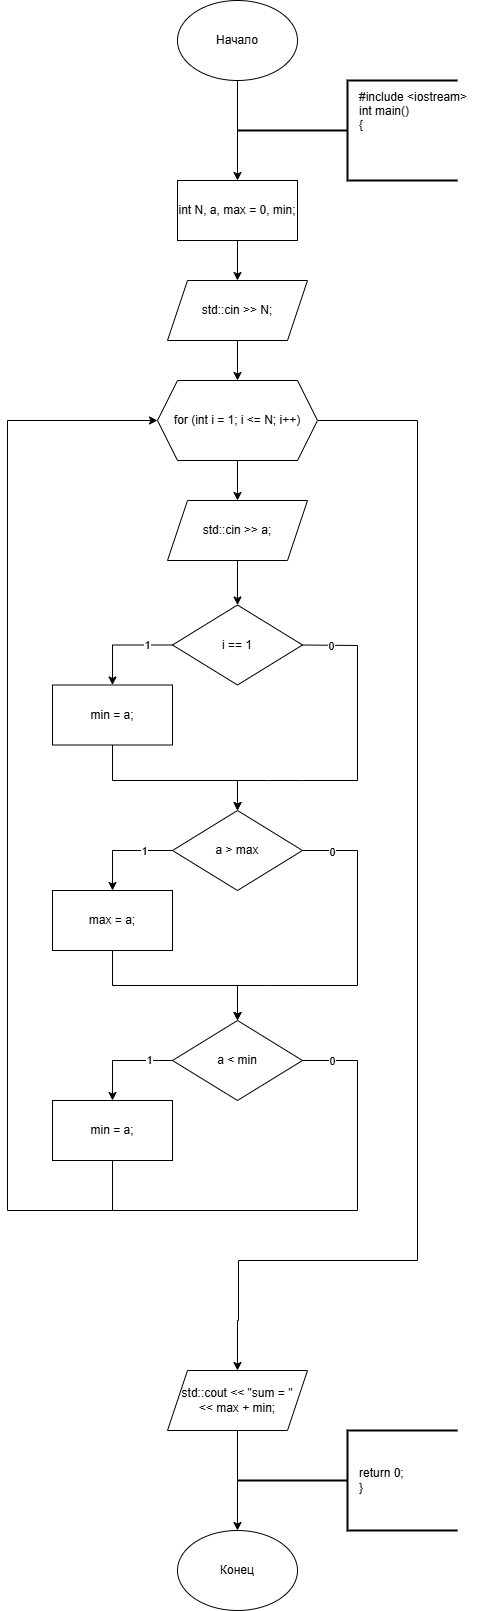 Начало
#include <iostream>
int main()
{
int N, a, max = 0, min;
std::cin >> N;
for (int i = 1; i <= N; i++)
std::cin >> a;
i == 1
1
0
min = a;
a > max
1
0
max = a;
a < min
1
0
min = a;
std::cout << "sum = "
<< max + min;
return 0;
}
Конец